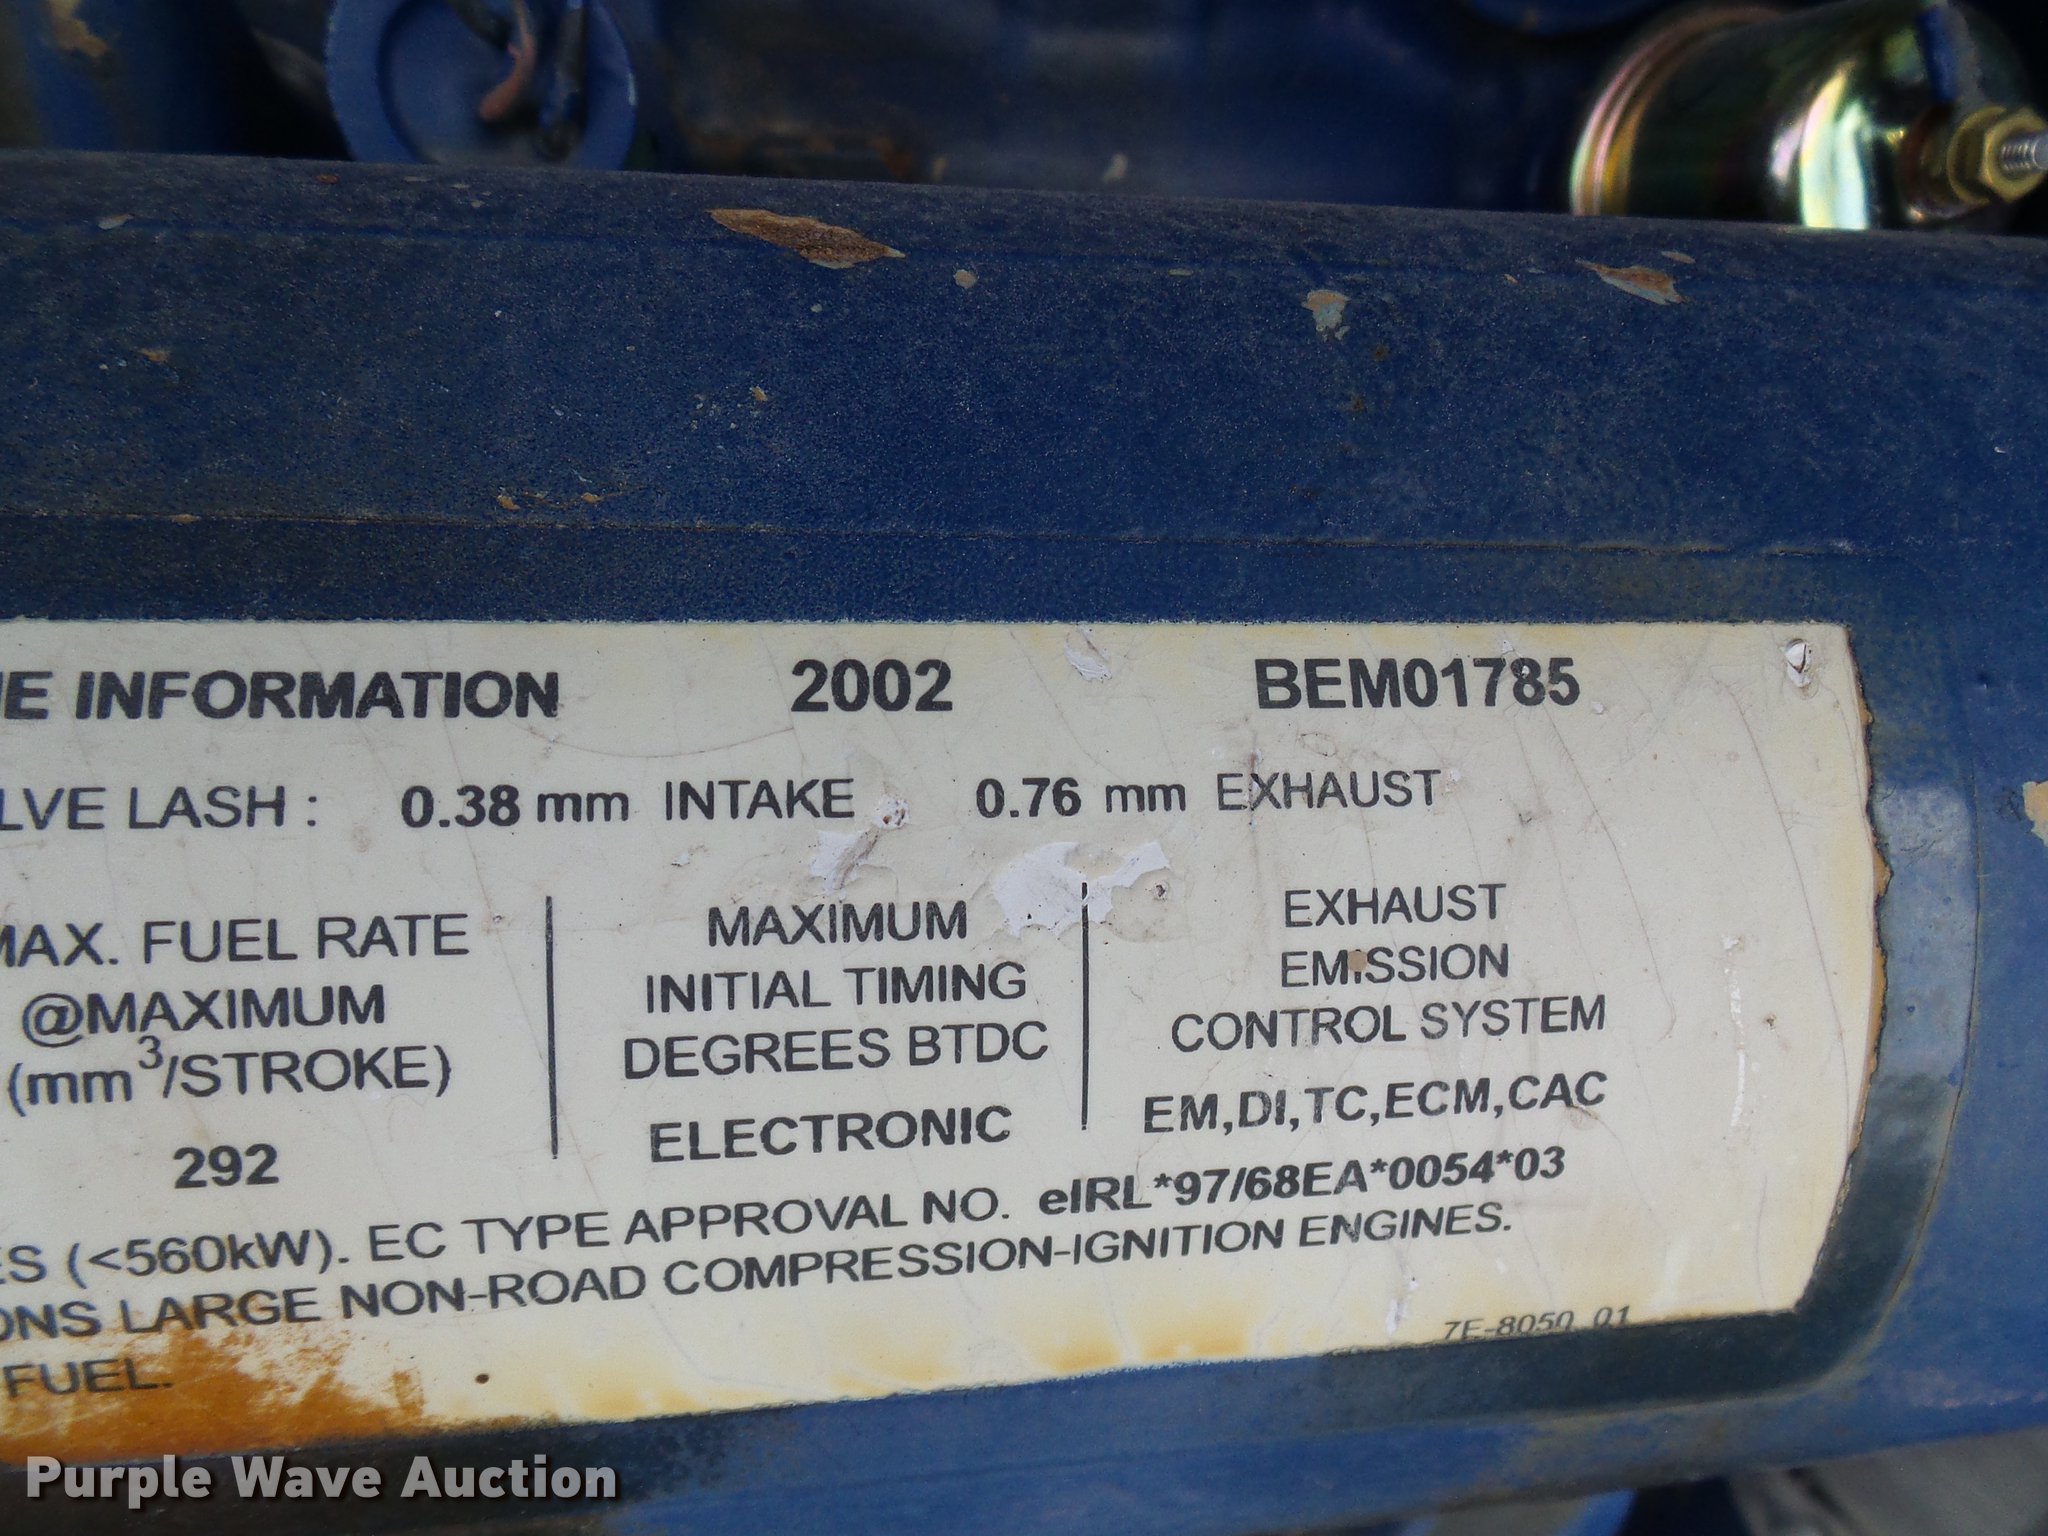 INFORMATION 2002 BEM01785
LASH : 0.38 mm INTAKE 0.76 mm EXHAUST
MAX. FUEL RATE
@MAXIMUM
(mm³/STROKE)
292
MAXIMUM
INITIAL TIMING
DEGREES BTDC
ELECTRONIC
EXHAUST
EMISSION
CONTROL SYSTEM
EM,DI,TC,ECM,CAC
(<560kW). EC TYPE APPROVAL NO. eIRL*97/68EA*0054*03
LARGE NON-ROAD COMPRESSION-IGNITION ENGINES.
FUEL.
7E-8050 01
Purple Wave Auction